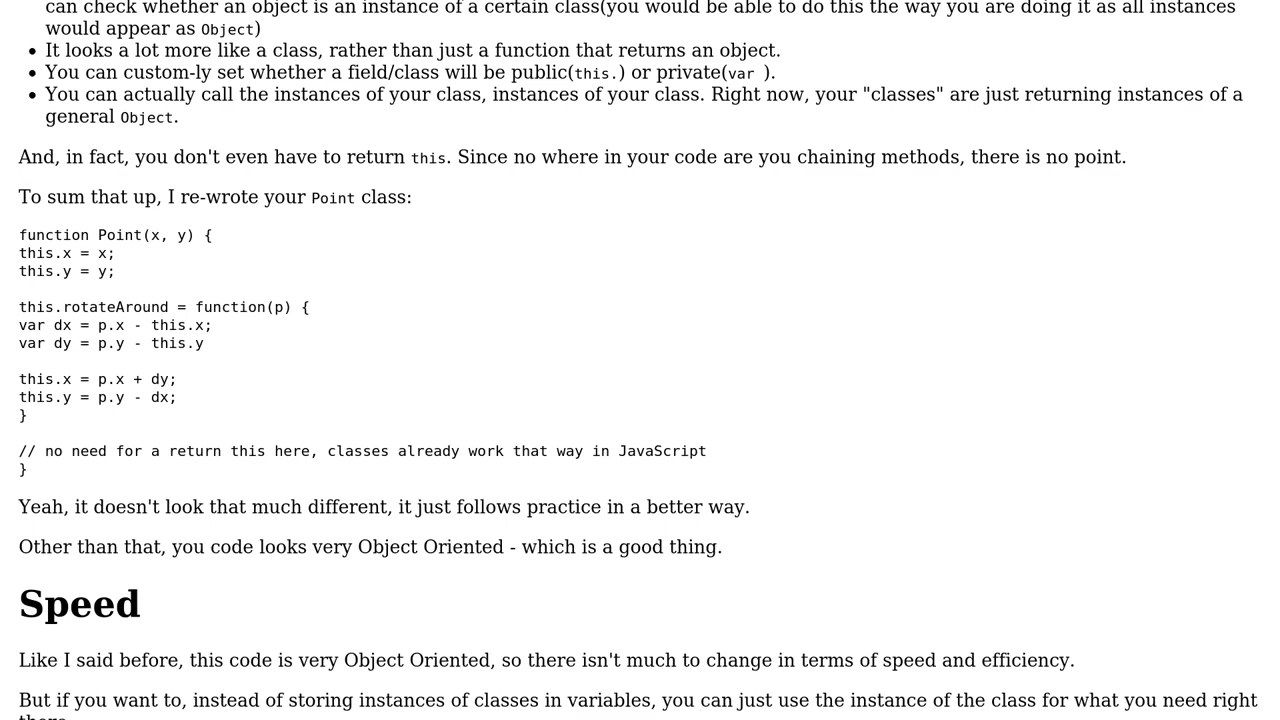 can check whether an object is an instance of a certain class(you would be able to do this the way you are doing it as all instances
would appear as Object)
• It looks a lot more like a class, rather than just a function that returns an object.
• You can custom-ly set whether a field/class will be public(this.) or private(var ).
• You can actually call the instances of your class, instances of your class. Right now, your "classes" are just returning instances of a
general Object.
And, in fact, you don't even have to return this. Since no where in your code are you chaining methods, there is no point.
To sum that up, I re-wrote your Point class:
function Point(x, y) {
this.x = x;
this.y = y;
this.rotateAround = function(p) {
var dx = p.x - this.x;
var dy = p.y - this.y
this.x = p.x + dy;
this.y = p.y - dx;
}
// no need for a return this here, classes already work that way in JavaScript
}
Yeah, it doesn't look that much different, it just follows practice in a better way.
Other than that, you code looks very Object Oriented - which is a good thing.
Speed
Like I said before, this code is very Object Oriented, so there isn't much to change in terms of speed and efficiency.
But if you want to, instead of storing instances of classes in variables, you can just use the instance of the class for what you need right